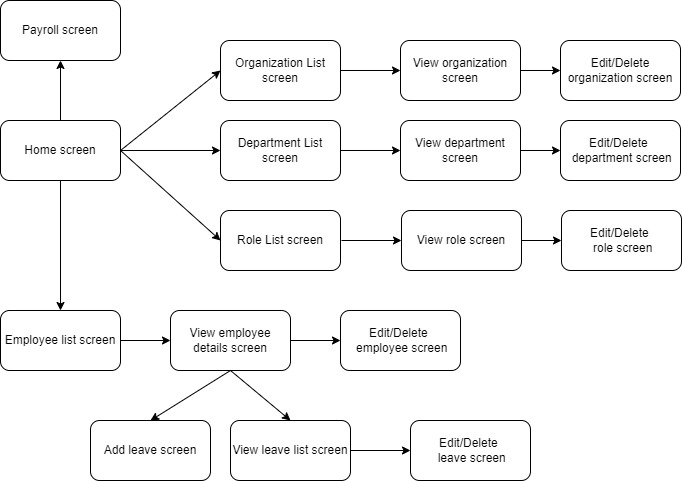 Payroll screen
Organization List
screen
View organization
screen
Edit/Delete
organization screen
Home screen
Department List
screen
View department
screen
Edit/Delete
department screen
Role List screen
View role screen
Edit/Delete
role screen
Employee list screen
View employee
details screen
Edit/Delete
employee screen
Add leave screen
View leave list screen
Edit/Delete
leave screen